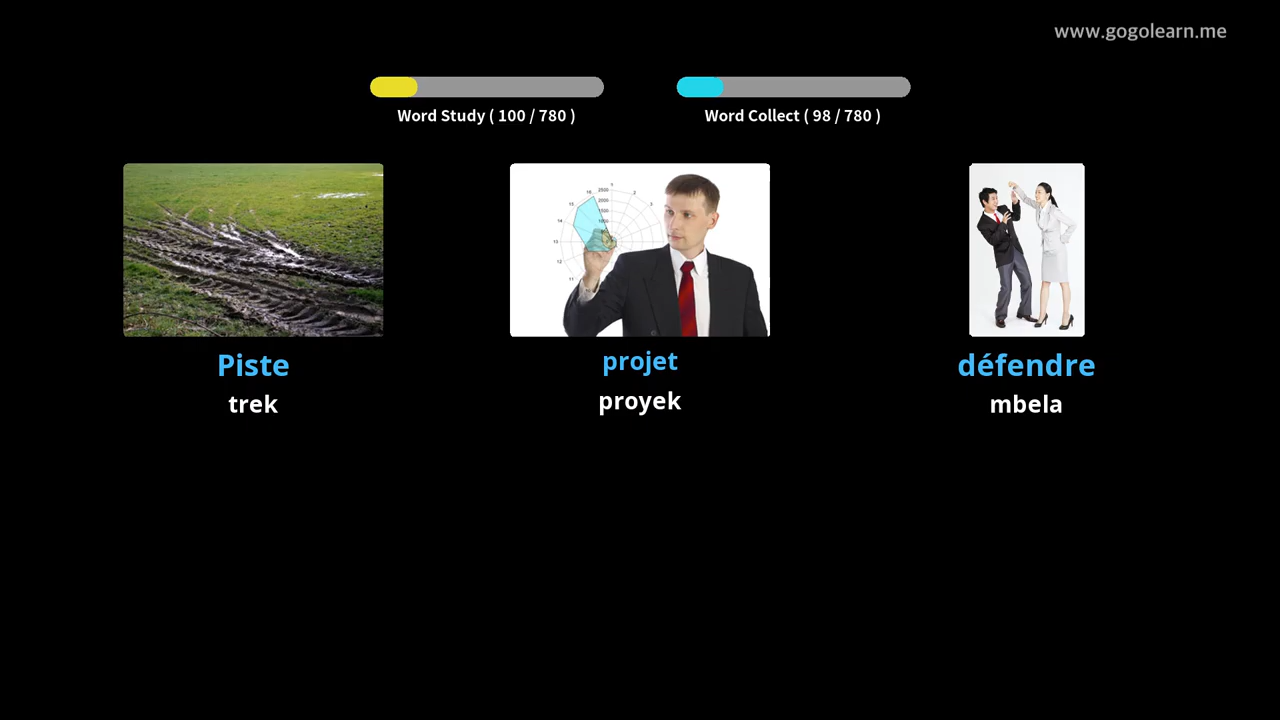 www.gogolearn.me
Word Study ( 100 / 780 )
Word Collect ( 98 / 780 )
Piste
trek
projet
proyek
défendre
mbela